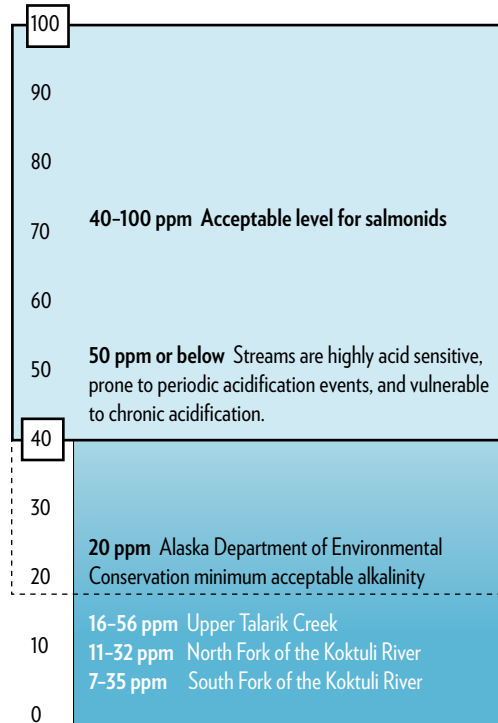 100
90
80
40–100 ppm Acceptable level for salmonids
70
60
50 ppm or below Streams are highly acid sensitive,
50
prone to periodic acidification events, and vulnerable
to chronic acidification.
40
30
20 ppm Alaska Department of Environmental
Conservation minimum acceptable alkalinity
20
16–56 ppm Upper Talarik Creek
10
11–32 ppm North Fork of the Koktuli River
7–35 ppm South Fork of the Koktuli River
0